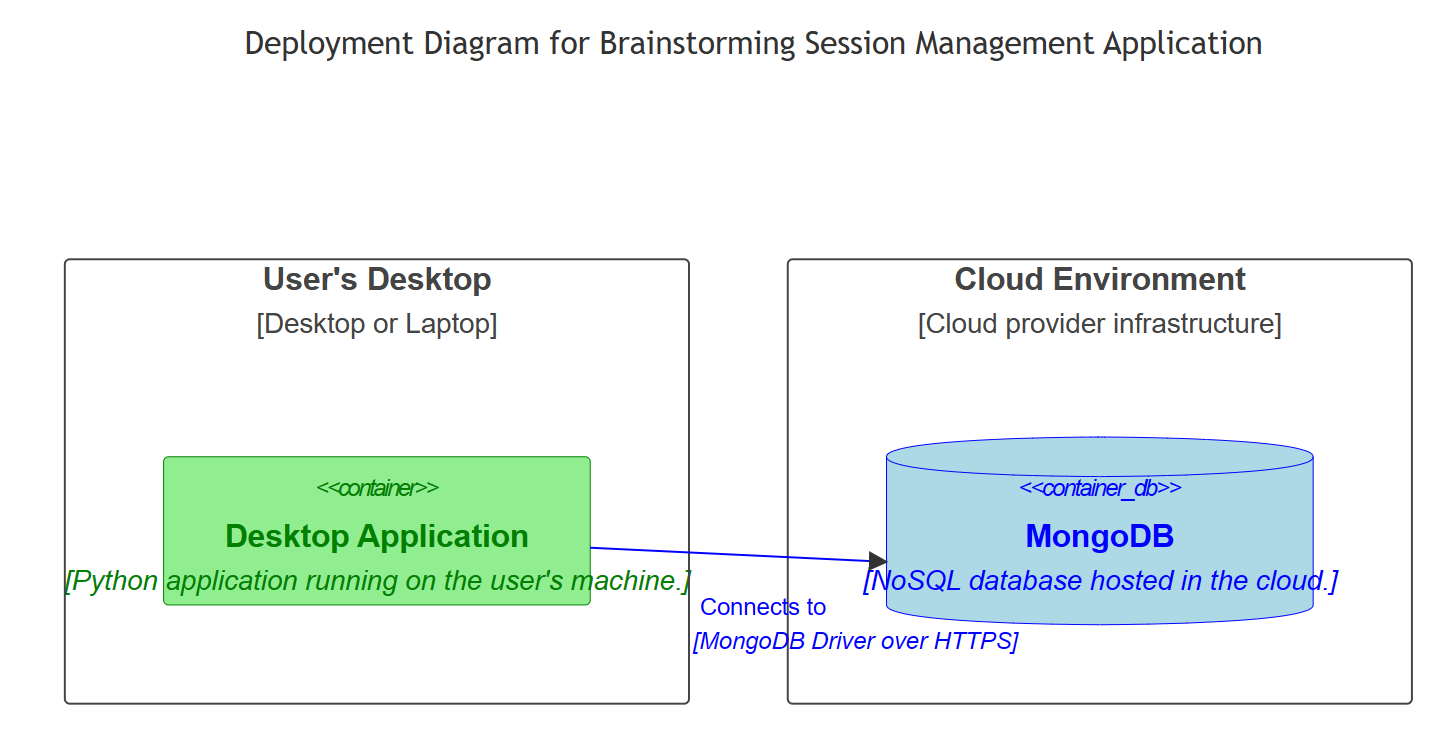 Deployment Diagram for Brainstorming Session Management Application
User's Desktop
[Desktop or Laptop]
<<container>>
Desktop Application
[Python application running on the user's machine.]
Connects to
[MongoDB Driver over HTTPS]
Cloud Environment
[Cloud provider infrastructure]
<<container_db>>
MongoDB
[NoSQL database hosted in the cloud.]